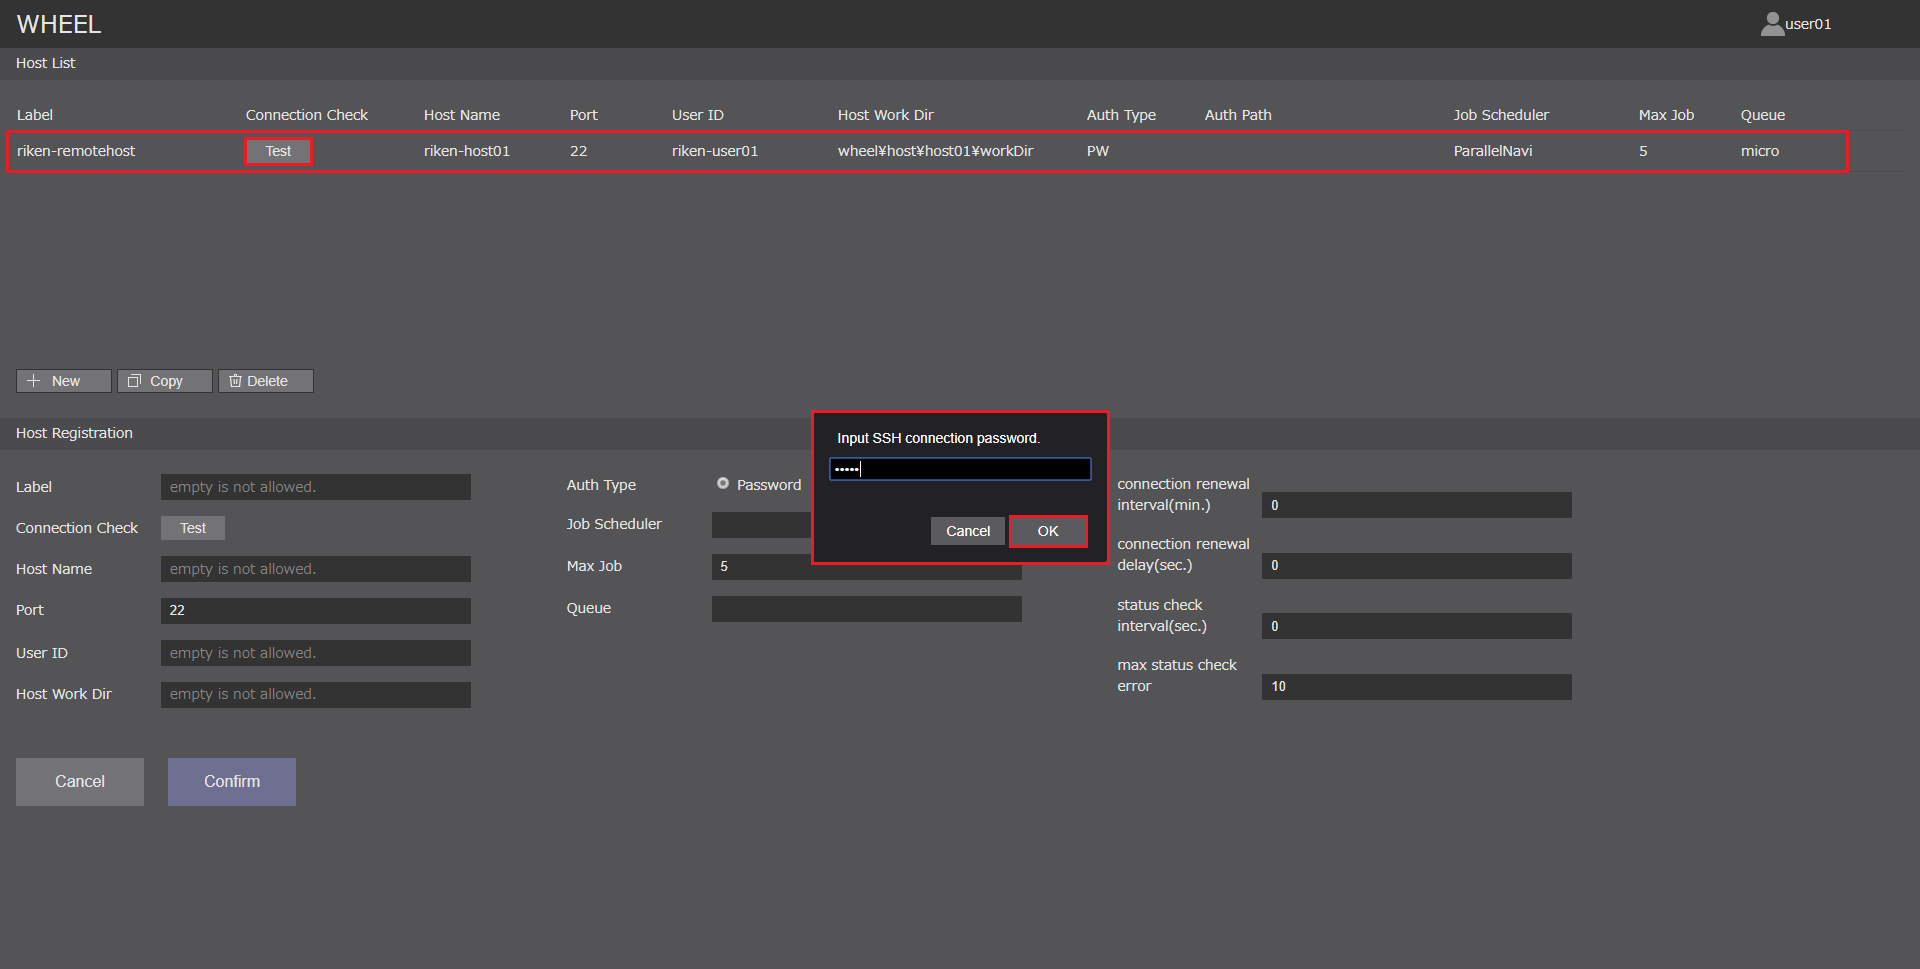 WHEEL
user01
Host List
Label Connection Check Host Name Port User ID Host Work Dir Auth Type Auth Path Job Scheduler Max Job Queue
riken-remotehost Test riken-host01 22 riken-user01 wheel¥host¥host01¥workDir PW ParallelNavi 5 micro
New Copy Delete
Host Registration
Label empty is not allowed.
Connection Check Test
Host Name empty is not allowed.
Port 22
User ID empty is not allowed.
Host Work Dir empty is not allowed.
Auth Type Password
Job Scheduler
Max Job 5
Queue
Input SSH connection password.
•••••
Cancel OK
connection renewal
interval(min.) 0
connection renewal
delay(sec.) 0
status check
interval(sec.) 0
max status check
error 10
Cancel Confirm